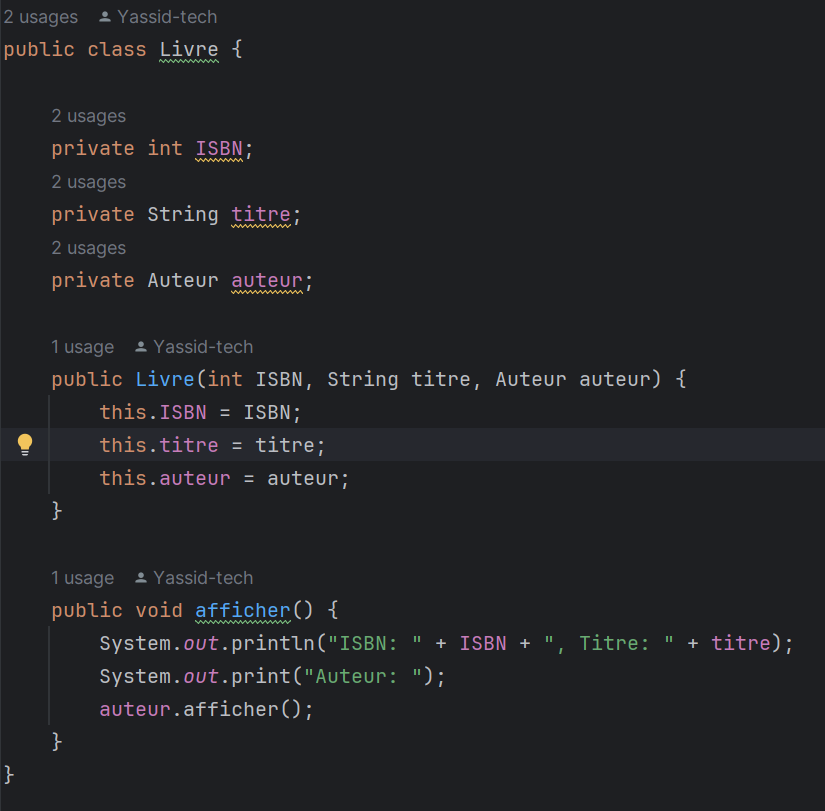 2 usages Yassid-tech
public class Livre {
2 usages
private int ISBN;
2 usages
private String titre;
2 usages
private Auteur auteur;
1 usage Yassid-tech
public Livre(int ISBN, String titre, Auteur auteur) {
this.ISBN = ISBN;
this.titre = titre;
this.auteur = auteur;
}
1 usage Yassid-tech
public void afficher() {
System.out.println("ISBN: " + ISBN + ", Titre: " + titre);
System.out.print("Auteur: ");
auteur.afficher();
}
}